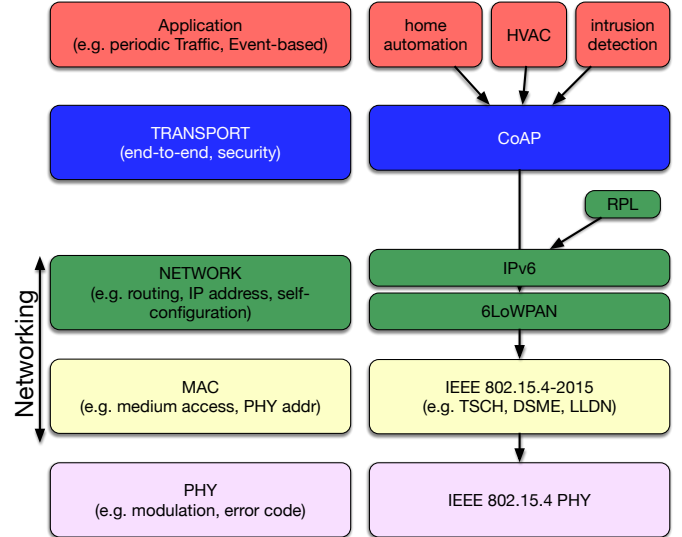 Application
(e.g. periodic Traffic, Event-based)
home
automation
HVAC
intrusion
detection
TRANSPORT
(end-to-end, security)
CoAP
RPL
Networking
NETWORK
(e.g. routing, IP address, self-
configuration)
IPv6
6LoWPAN
MAC
(e.g. medium access, PHY addr)
IEEE 802.15.4-2015
(e.g. TSCH, DSME, LLDN)
PHY
(e.g. modulation, error code)
IEEE 802.15.4 PHY